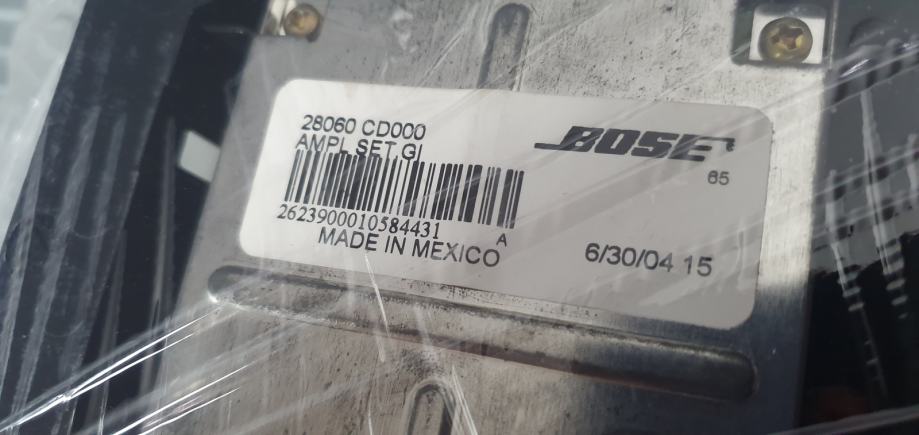 28060 CD000
AMPL SET GI
BOSE
65
2623900010584431
A
MADE IN MEXICO
6/30/04 15